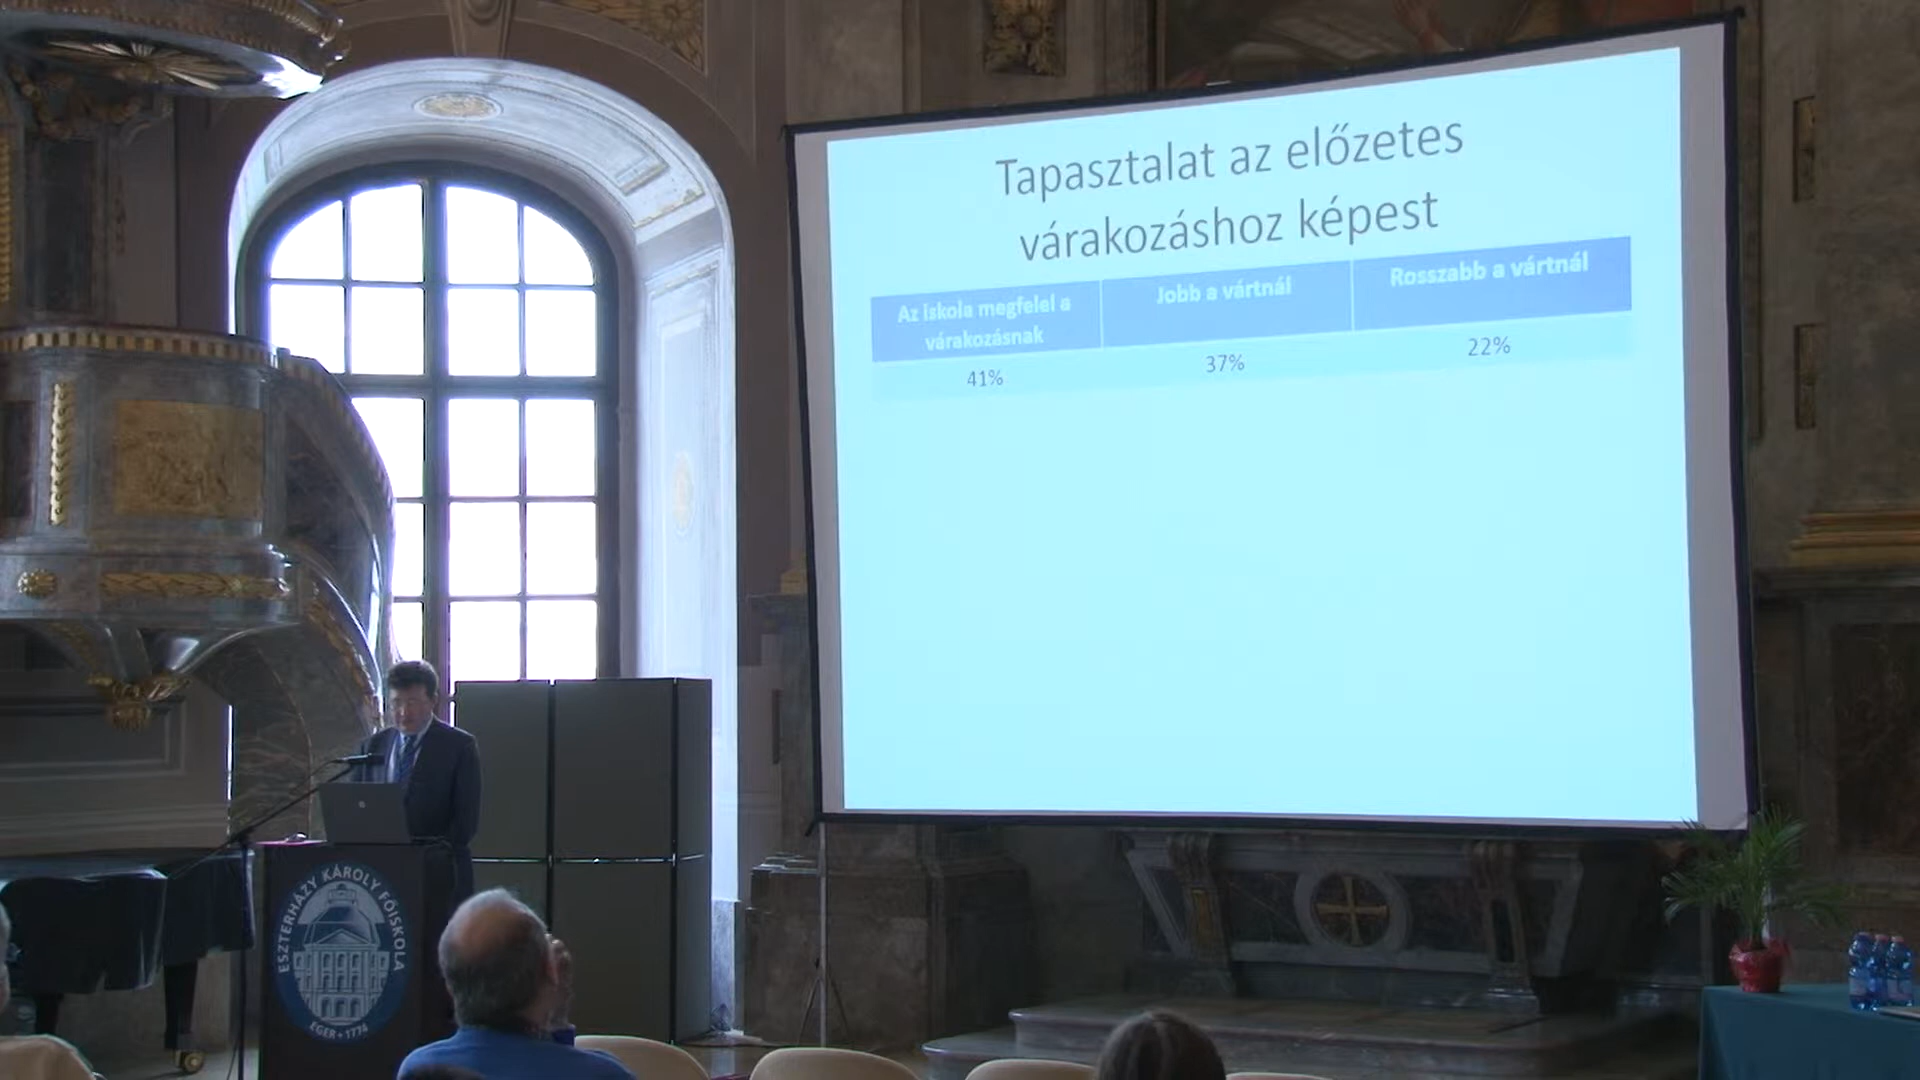 Tapasztalat az előzetes
várakozáshoz képest
Az iskola megfelel a
várakozásnak
Jobb a vártnál
Rosszabb a vártnál
41%
37%
22%
ESZTERHÁZY KÁROLY FŐISKOLA
EGER • 1774